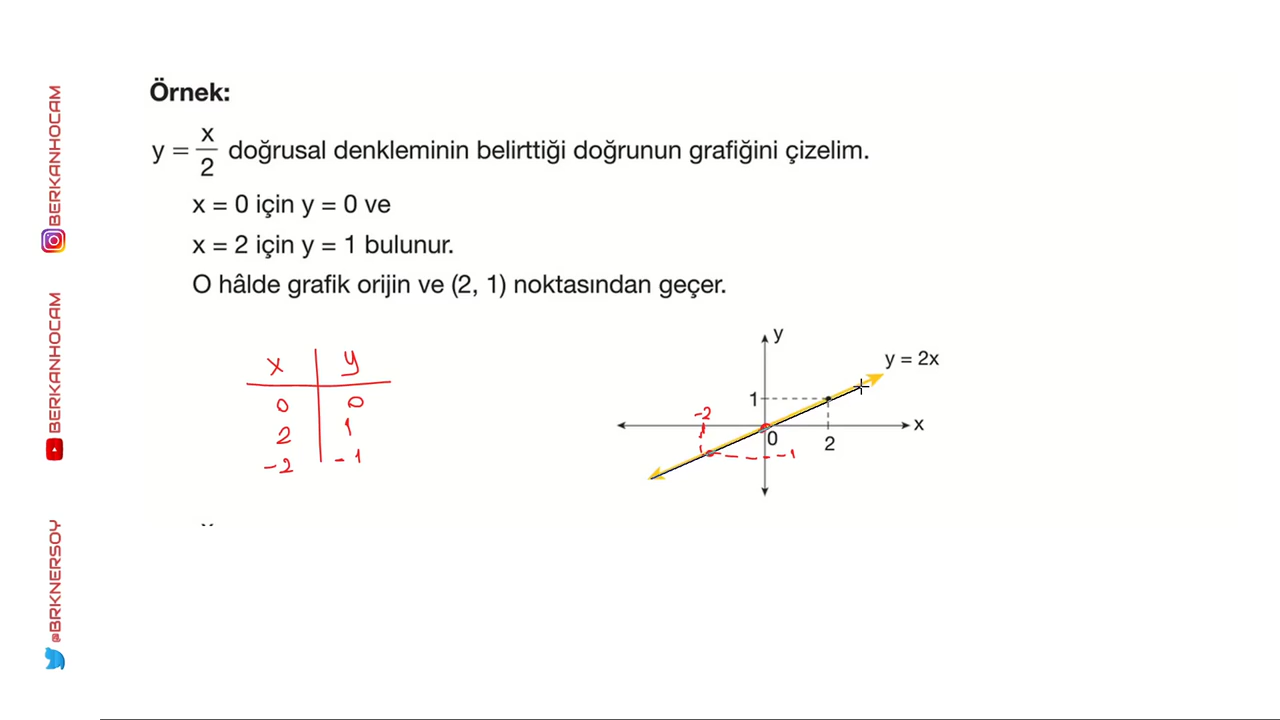 Örnek:
y = x/2 doğrusal denkleminin belirttiği doğrunun grafiğini çizelim.
x = 0 için y = 0 ve
x = 2 için y = 1 bulunur.
O hâlde grafik orijin ve (2, 1) noktasından geçer.
x y
0 0
2 1
-2 -1
y
y = 2x
1
-2
x
0
2
-1
BERKANHOCAM
BERKANHOCAM
@BRKNERSOY